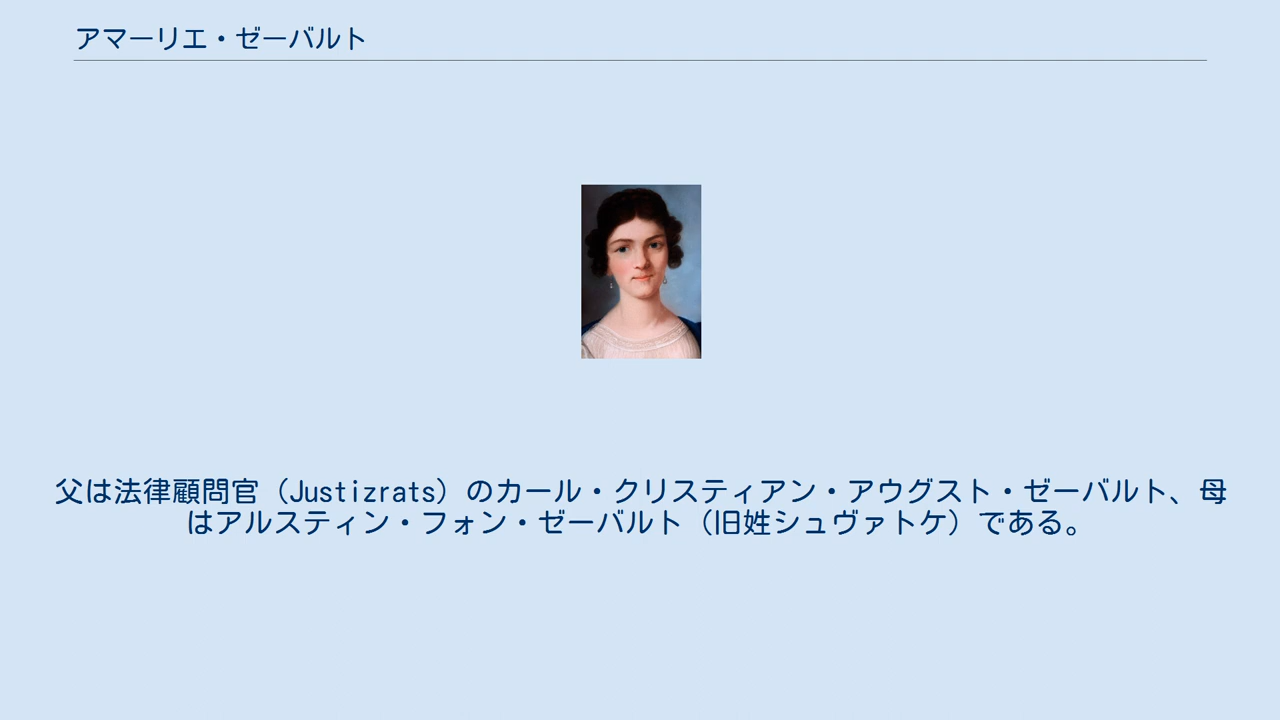 アマーリエ・ゼーバルト
父は法律顧問官（Justizrats）のカール・クリスティアン・アウグスト・ゼーバルト、母
はアルスティン・フォン・ゼーバルト（旧姓シュヴァトケ）である。